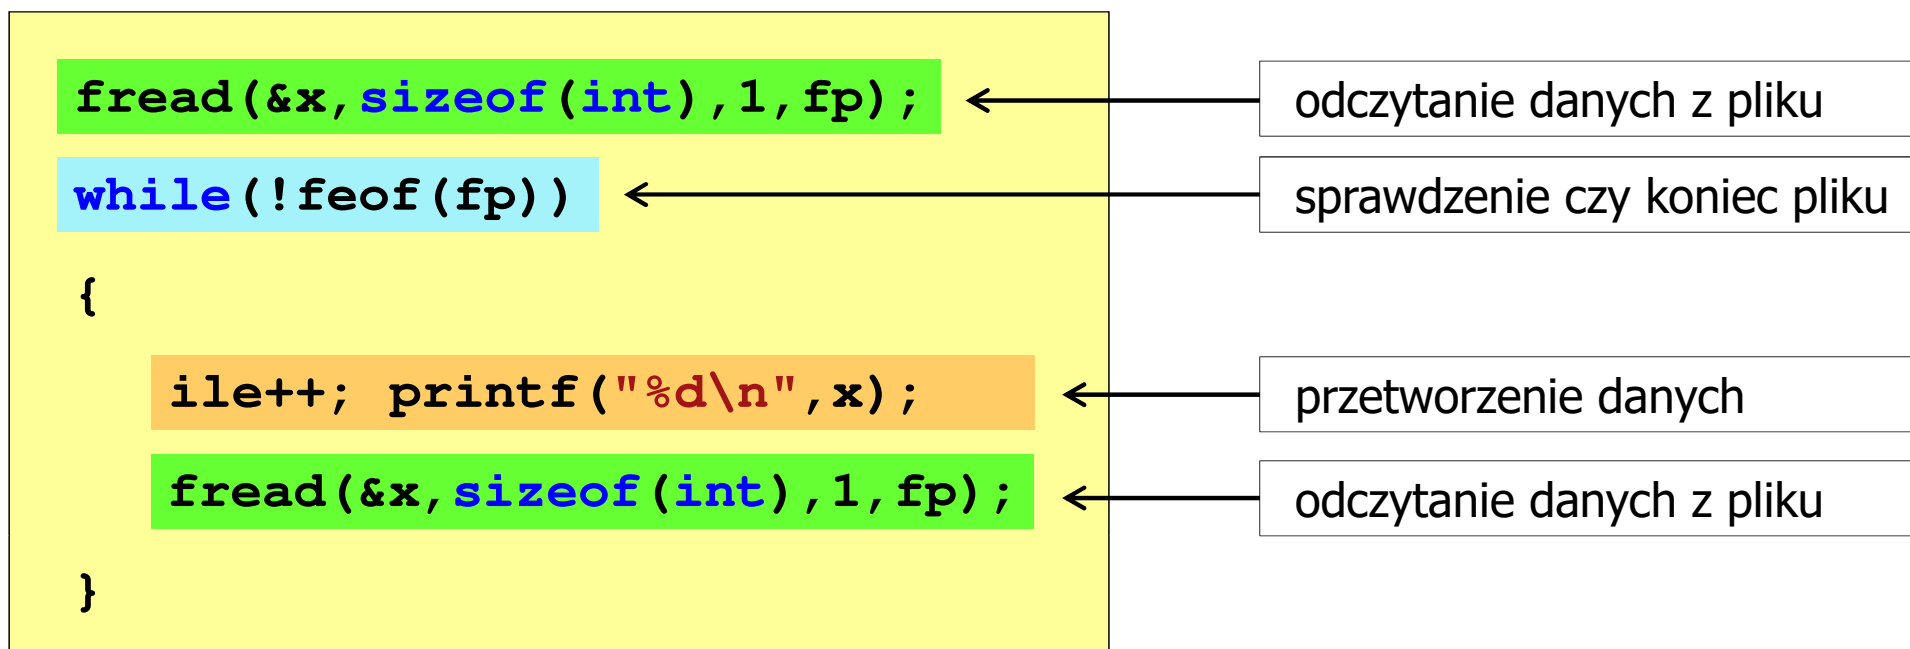 fread(&x,sizeof(int),1,fp);
odczytanie danych z pliku
while(!feof(fp))
sprawdzenie czy koniec pliku
{
ile++; printf("%d\n",x);
przetworzenie danych
fread(&x,sizeof(int),1,fp);
odczytanie danych z pliku
}